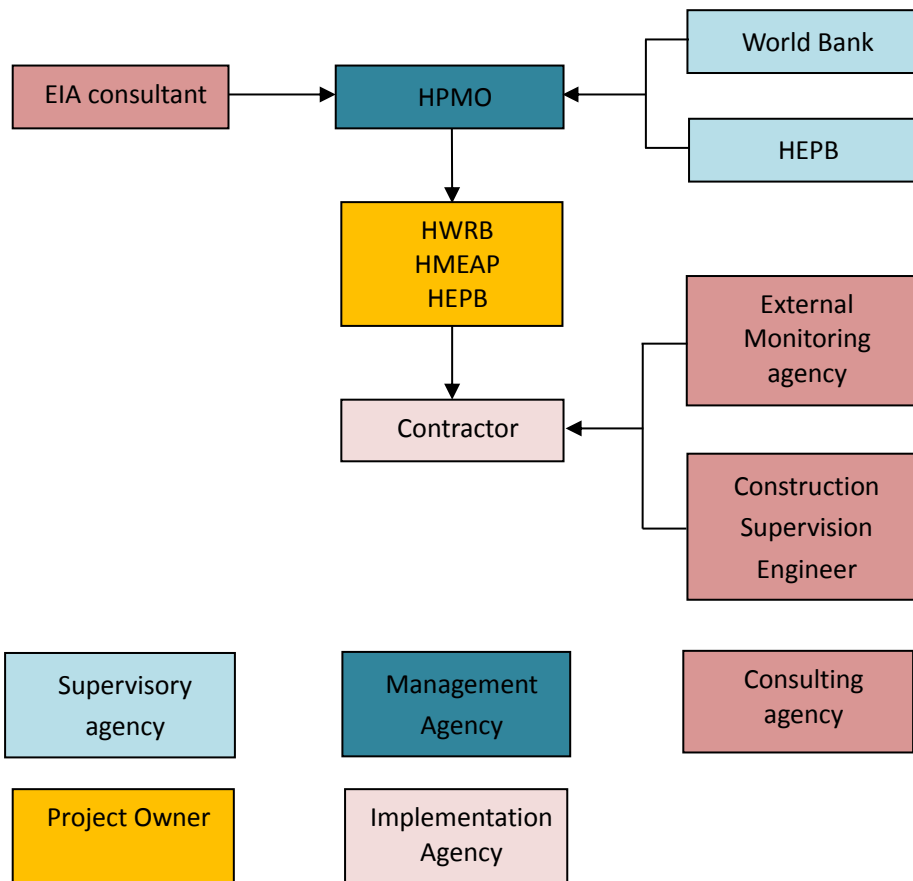 World Bank
EIA consultant
HPMO
HEPB
HWRB
HMEAP
HEPB
External
Monitoring
agency
Contractor
Construction
Supervision
Engineer
Supervisory
agency
Management
Agency
Consulting
agency
Project Owner
Implementation
Agency